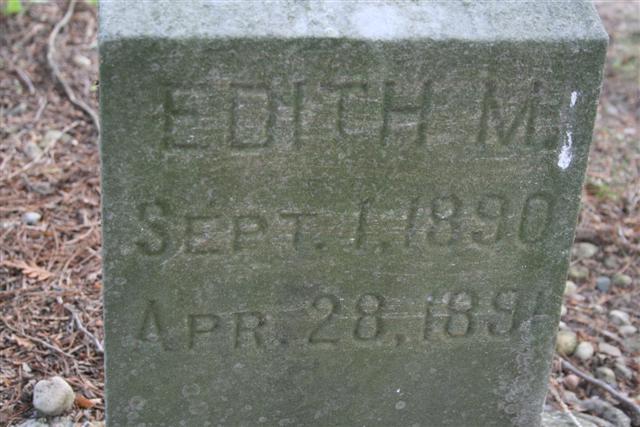 EDITH M.
SEPT. 1, 1890
APR. 28, 1891